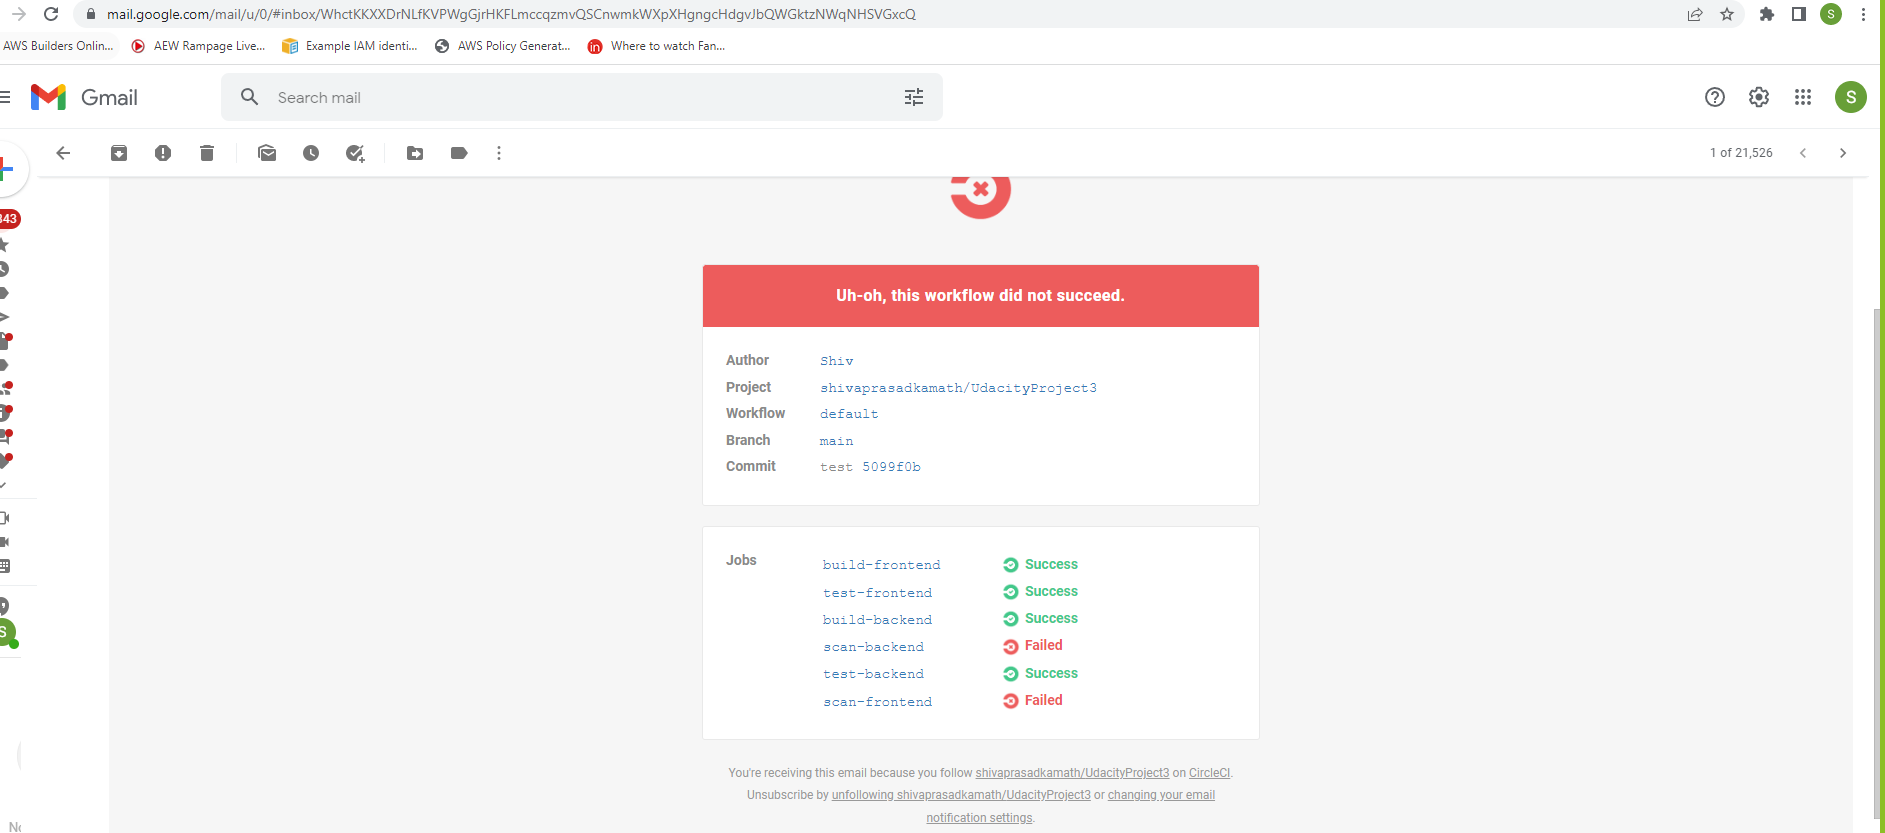 mail.google.com/mail/u/0/#inbox/WhctKKXXDrNLfKVPWgGjrHKFLmccqzmvQSCnwmkWXpXHgngcHdgvJbQWGktzNWqNHSVGxcQ
S
AWS Builders Onlin... AEW Rampage Live... Example IAM identi... AWS Policy Generat... Where to watch Fan...
Gmail Search mail S
1 of 21,526
343
Uh-oh, this workflow did not succeed.
Author Shiv
Project shivaprasadkamath/UdacityProject3
Workflow default
Branch main
Commit test 5099f0b
Jobs build-frontend Success
test-frontend Success
build-backend Success
S
scan-backend Failed
test-backend Success
scan-frontend Failed
You're receiving this email because you follow shivaprasadkamath/UdacityProject3 on CircleCI.
Unsubscribe by unfollowing shivaprasadkamath/UdacityProject3 or changing your email
notification settings.